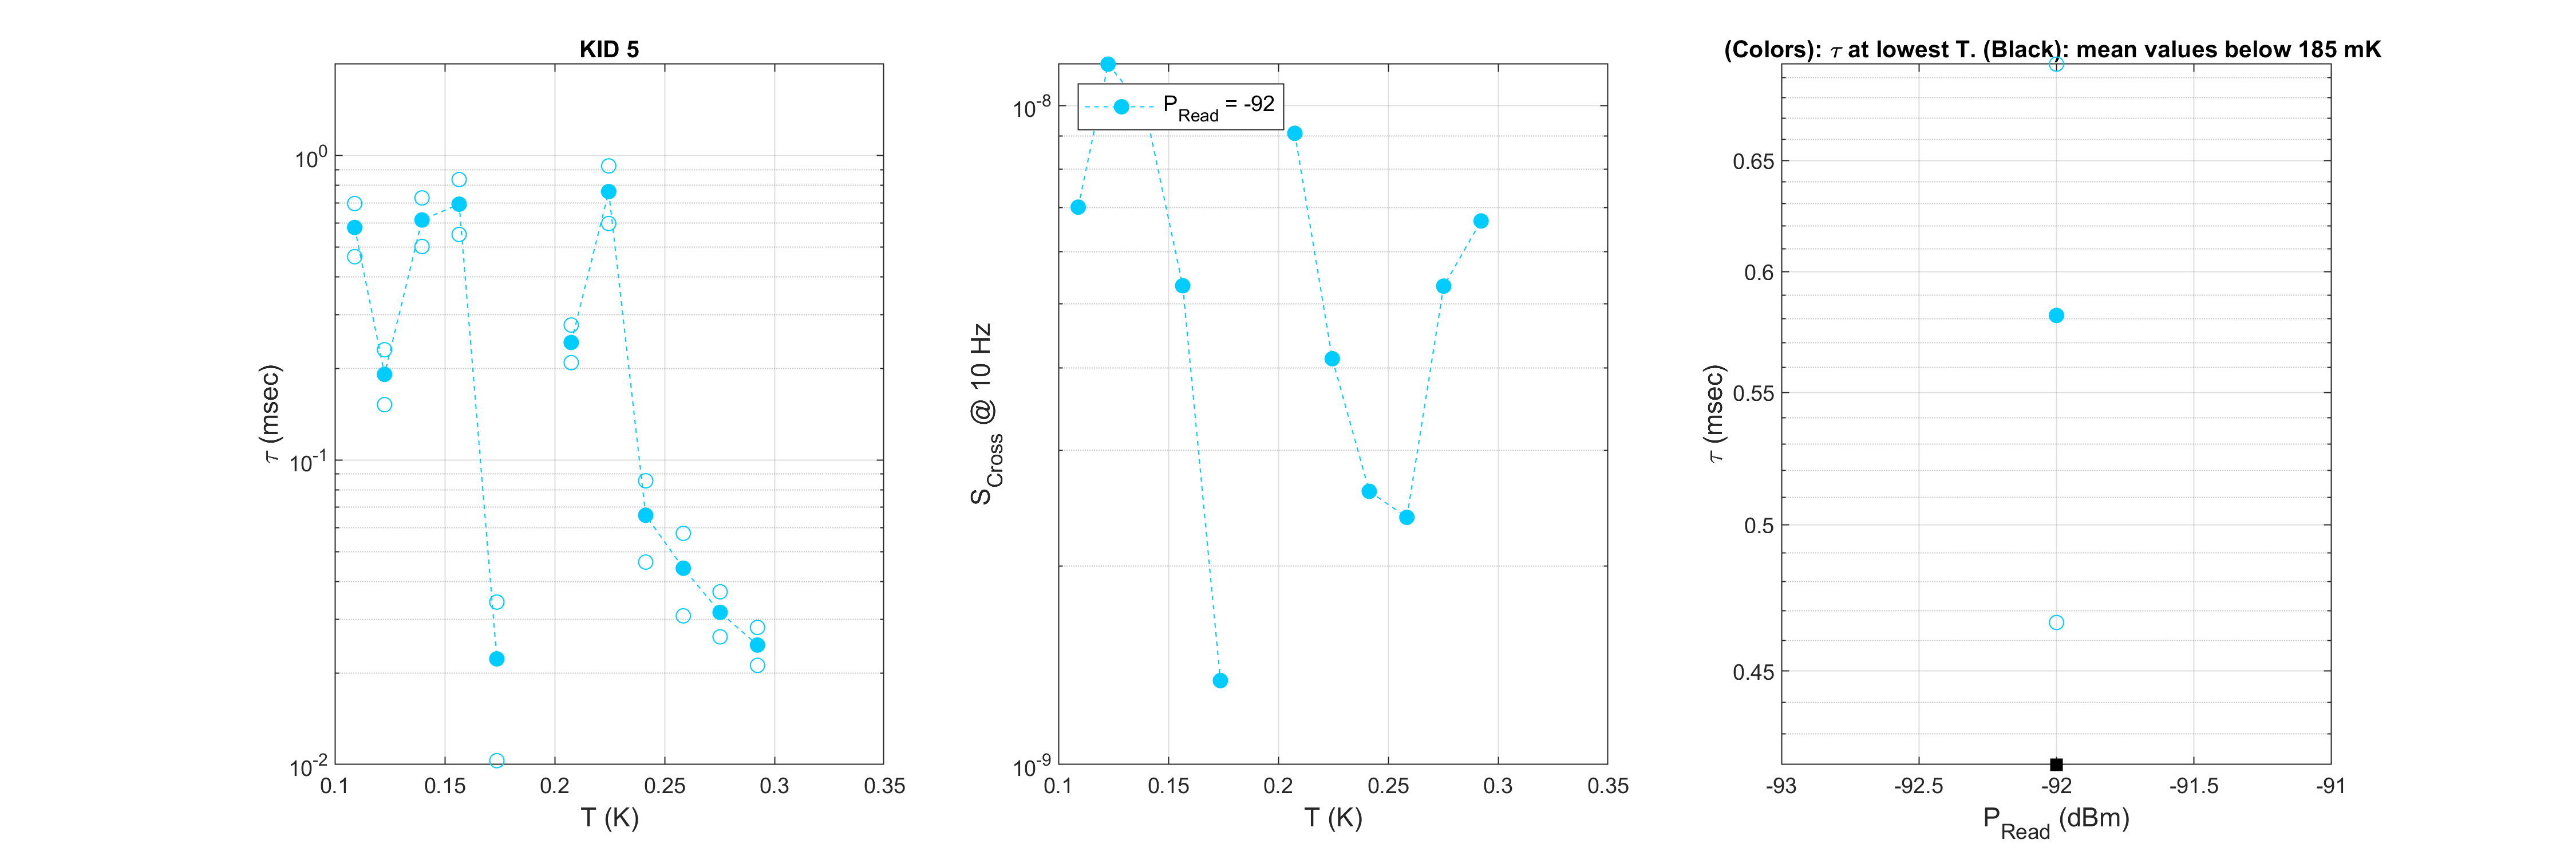 KID 5
10^0
10^-1
10^-2
τ (msec)
0.1 0.15 0.2 0.25 0.3 0.35
T (K)
P_Read = -92
10^-8
10^-9
S_Cross @ 10 Hz
0.1 0.15 0.2 0.25 0.3 0.35
T (K)
(Colors): τ at lowest T. (Black): mean values below 185 mK
0.65
0.6
0.55
0.5
0.45
τ (msec)
-93 -92.5 -92 -91.5 -91
P_Read (dBm)